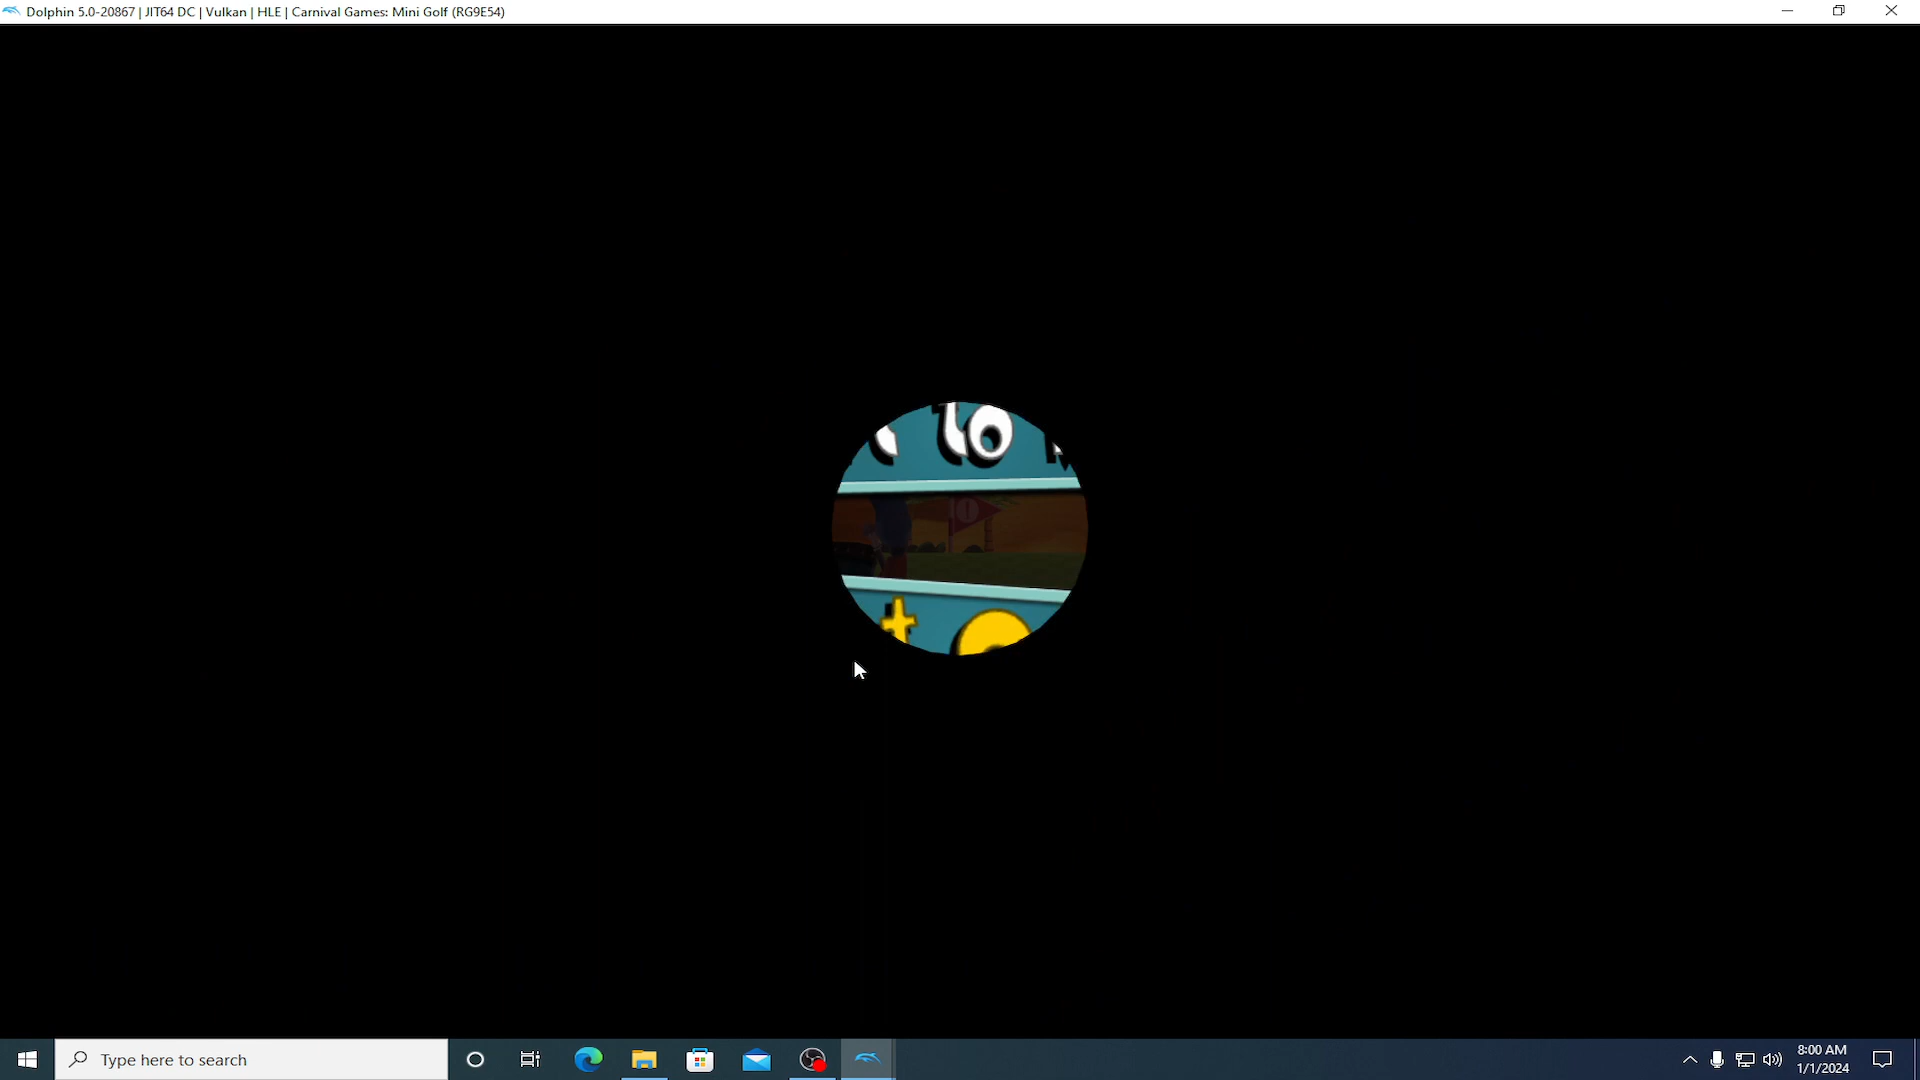 Dolphin 5.0-20867 | JIT64 DC | Vulkan | HLE | Carnival Games: Mini Golf (RG9E54)
to
t
Type here to search
8:00 AM
1/1/2024